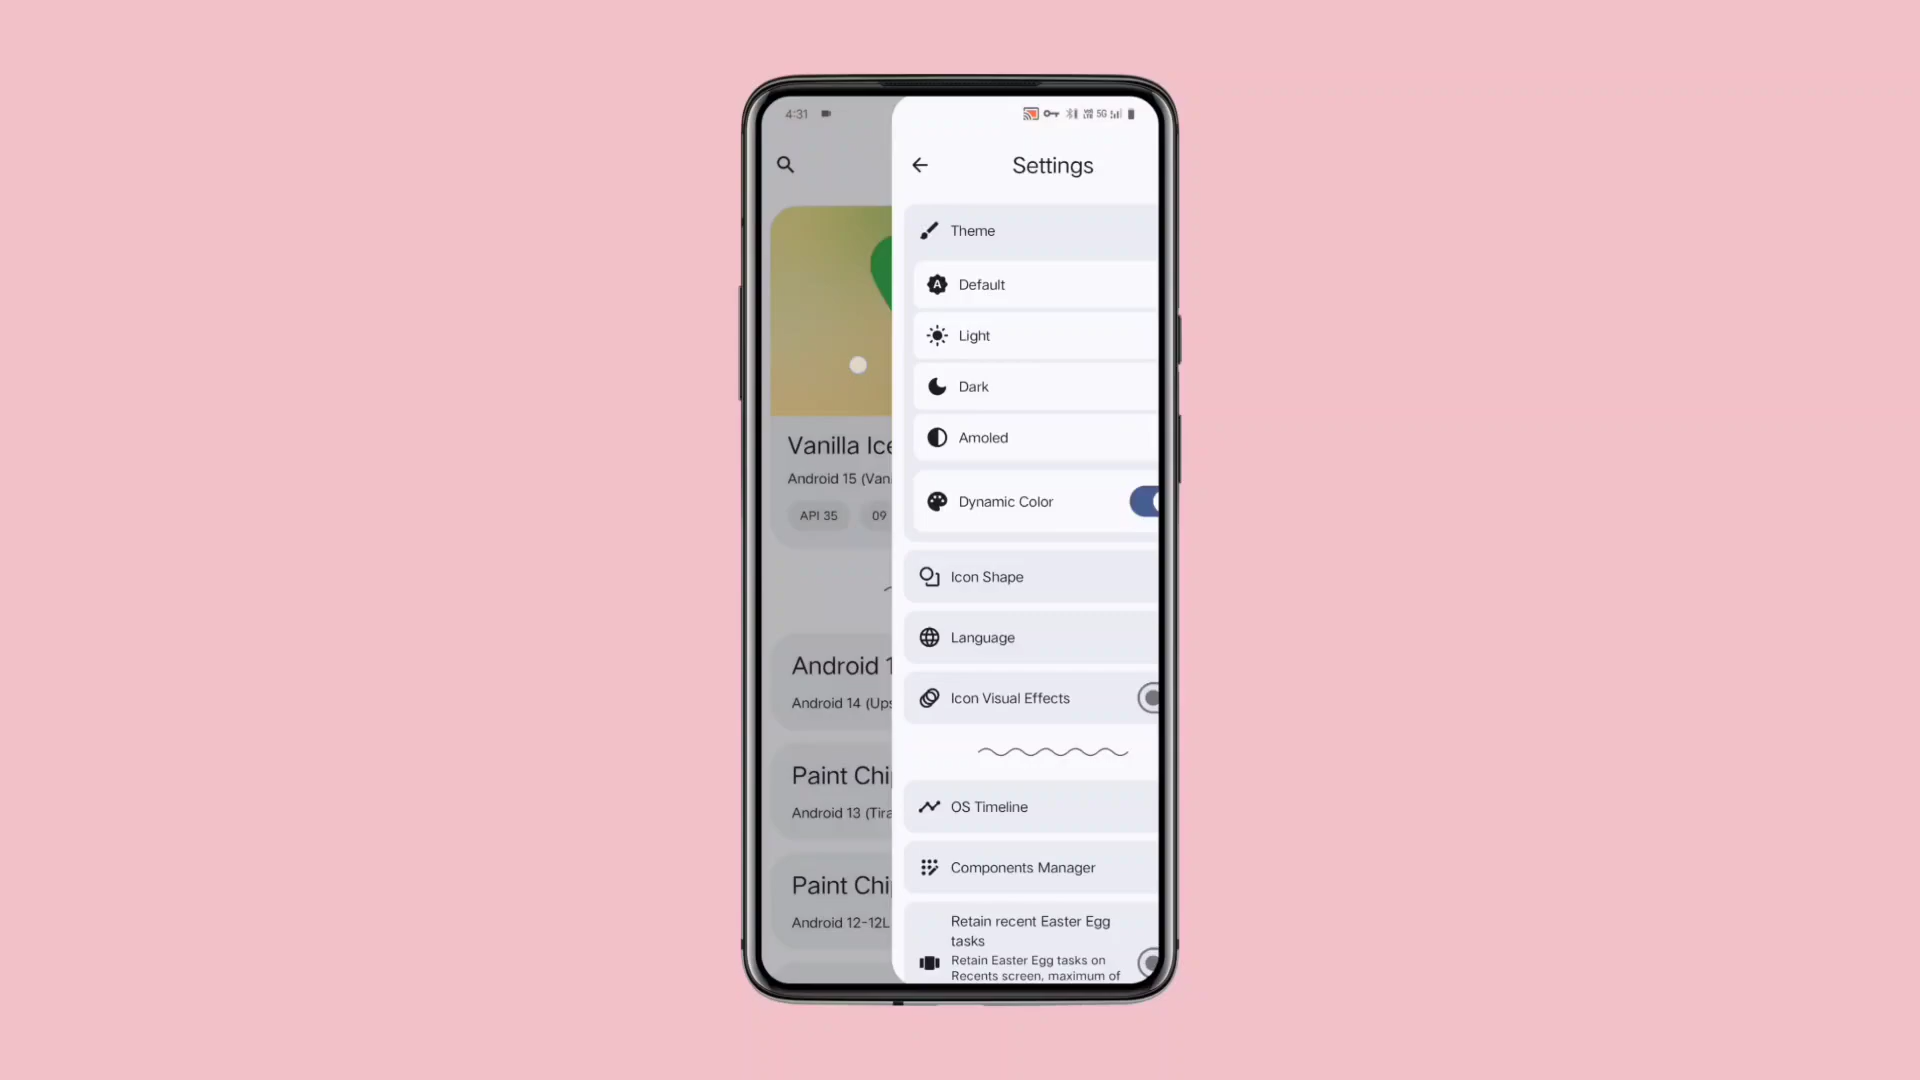 4:31
5G
Settings
Theme
Default
Light
Dark
Amoled
Dynamic Color
Icon Shape
Language
Icon Visual Effects
OS Timeline
Components Manager
Retain recent Easter Egg
tasks
Retain Easter Egg tasks on
Recents screen, maximum of
Vanilla Ice
Android 15 (Van
API 35
09
Android 1
Android 14 (Ups
Paint Chi
Android 13 (Tira
Paint Chi
Android 12-12L